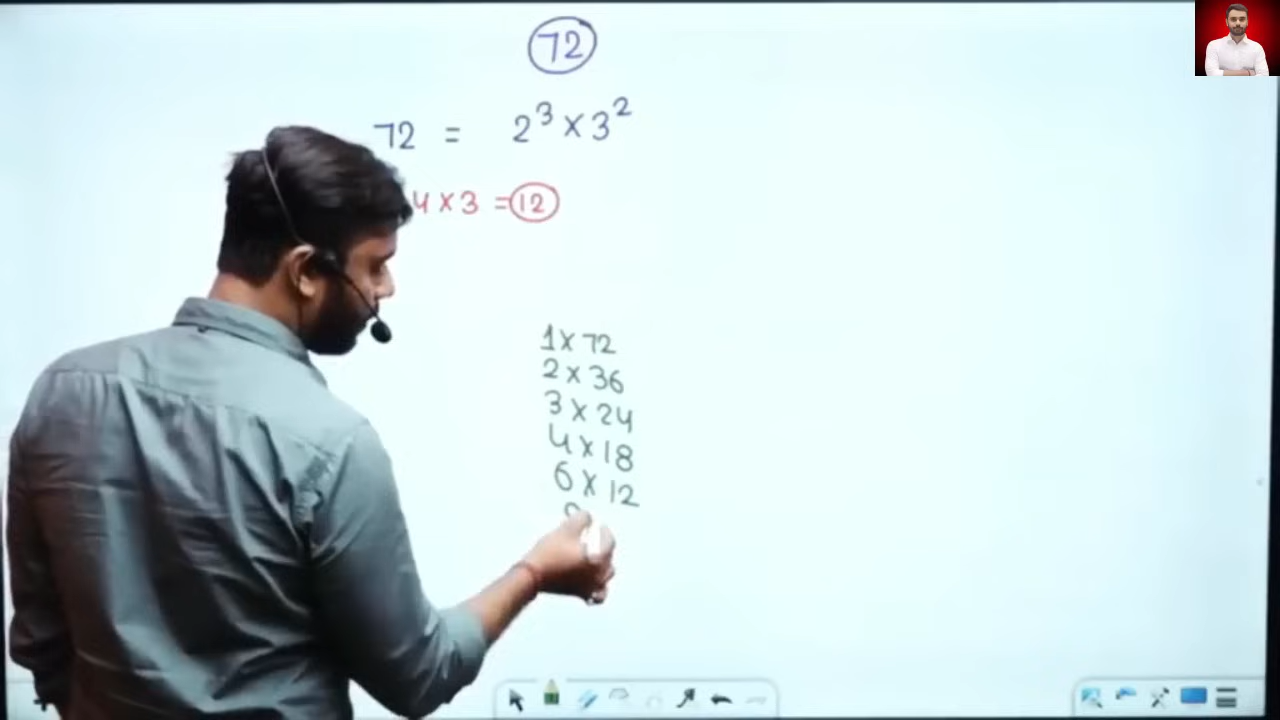 72
72 = 2³ × 3²
4 × 3 = 12
1 × 72
2 × 36
3 × 24
4 × 18
6 × 12